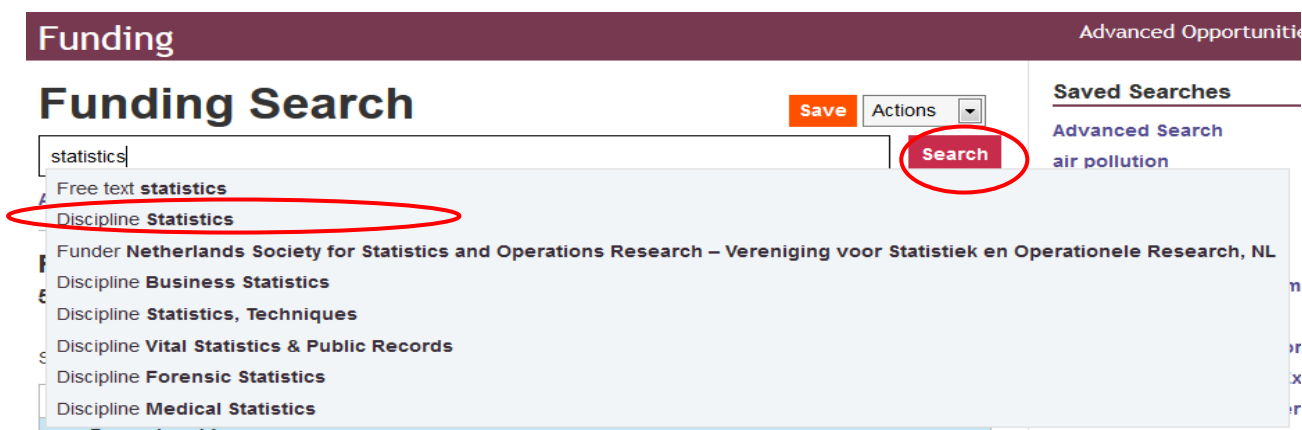 Funding
Advanced
Funding Search
Save Actions
Saved Searches
Advanced Search
statistics
Search
air pollution
Free text statistics
Discipline Statistics
Funder Netherlands Society for Statistics and Operations Research – Vereniging voor Statistiek en Operationele Research, NL
Discipline Business Statistics
Discipline Statistics, Techniques
Discipline Vital Statistics & Public Records
Discipline Forensic Statistics
Discipline Medical Statistics